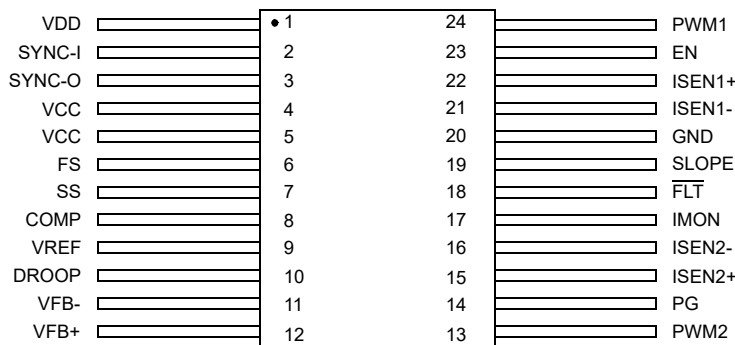 VDD 1 24 PWM1
SYNC-I 2 23 EN
SYNC-O 3 22 ISEN1+
VCC 4 21 ISEN1-
VCC 5 20 GND
FS 6 19 SLOPE
SS 7 18 FLT
COMP 8 17 IMON
VREF 9 16 ISEN2-
DROOP 10 15 ISEN2+
VFB- 11 14 PG
VFB+ 12 13 PWM2